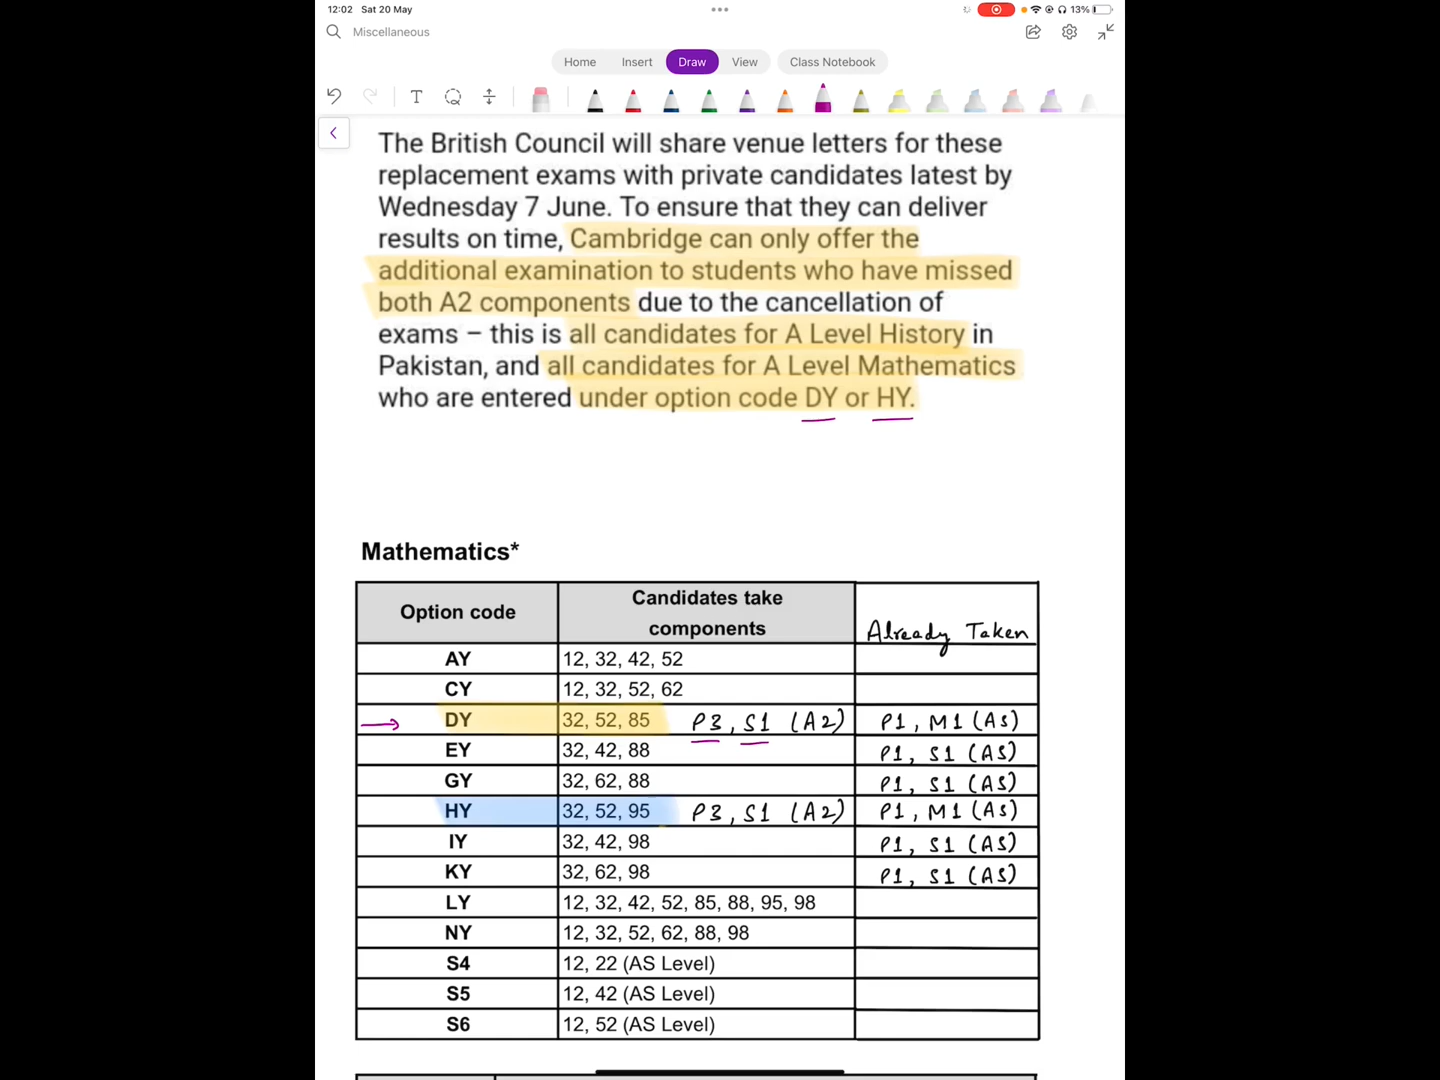 12:02 Sat 20 May
13%
Miscellaneous
Home Insert Draw View Class Notebook
T
The British Council will share venue letters for these
replacement exams with private candidates latest by
Wednesday 7 June. To ensure that they can deliver
results on time, Cambridge can only offer the
additional examination to students who have missed
both A2 components due to the cancellation of
exams – this is all candidates for A Level History in
Pakistan, and all candidates for A Level Mathematics
who are entered under option code DY or HY.
Mathematics*
Option code Candidates take components Already Taken
AY 12, 32, 42, 52
CY 12, 32, 52, 62
DY 32, 52, 85 P3, S1 (A2) P1, M1 (AS)
EY 32, 42, 88 P1, S1 (AS)
GY 32, 62, 88 P1, S1 (AS)
HY 32, 52, 95 P3, S1 (A2) P1, M1 (AS)
IY 32, 42, 98 P1, S1 (AS)
KY 32, 62, 98 P1, S1 (AS)
LY 12, 32, 42, 52, 85, 88, 95, 98
NY 12, 32, 52, 62, 88, 98
S4 12, 22 (AS Level)
S5 12, 42 (AS Level)
S6 12, 52 (AS Level)